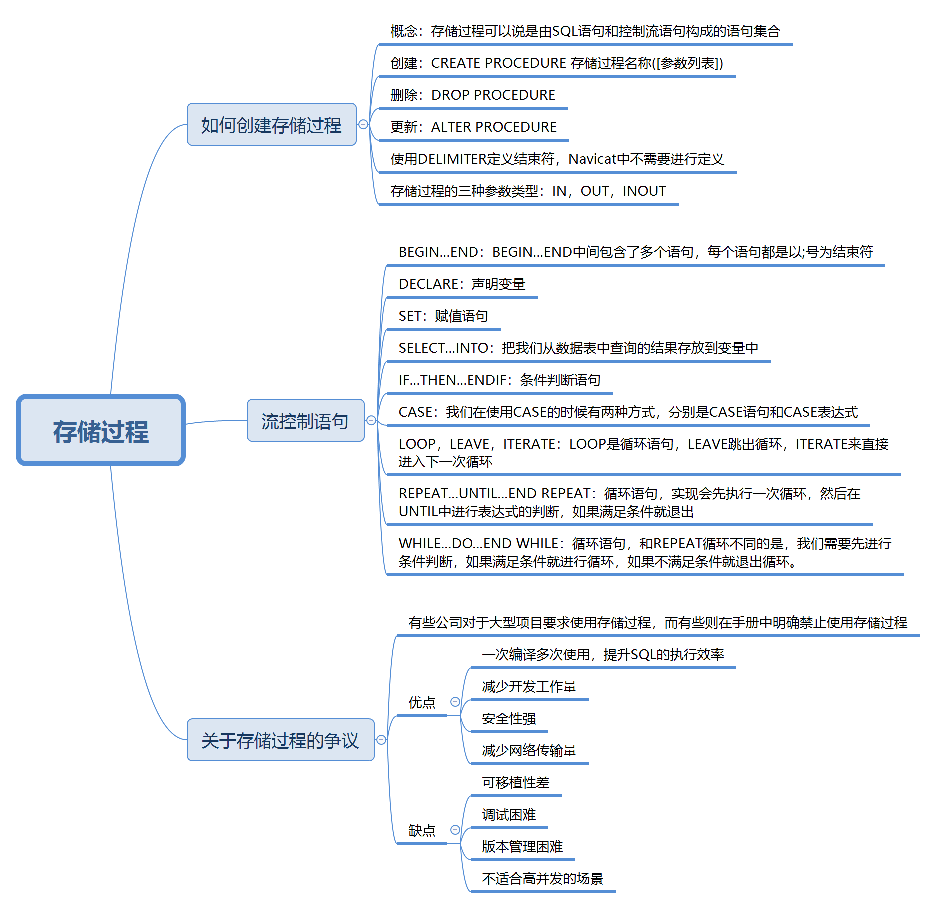 存储过程
如何创建存储过程
概念：存储过程可以说是由SQL语句和控制流语句构成的语句集合
创建：CREATE PROCEDURE 存储过程名称([参数列表])
删除：DROP PROCEDURE
更新：ALTER PROCEDURE
使用DELIMITER定义结束符，Navicat中不需要进行定义
存储过程的三种参数类型：IN，OUT，INOUT
流控制语句
BEGIN...END：BEGIN...END中间包含了多个语句，每个语句都是以;号为结束符
DECLARE：声明变量
SET：赋值语句
SELECT...INTO：把我们从数据表中查询的结果存放到变量中
IF...THEN...ENDIF：条件判断语句
CASE：我们在使用CASE的时候有两种方式，分别是CASE语句和CASE表达式
LOOP，LEAVE，ITERATE：LOOP是循环语句，LEAVE跳出循环，ITERATE来直接
进入下一次循环
REPEAT...UNTIL...END REPEAT：循环语句，实现会先执行一次循环，然后在
UNTIL中进行表达式的判断，如果满足条件就退出
WHILE...DO...END WHILE：循环语句，和REPEAT循环不同的是，我们需要先进行
条件判断，如果满足条件就进行循环，如果不满足条件就退出循环。
关于存储过程的争议
有些公司对于大型项目要求使用存储过程，而有些则在手册中明确禁止使用存储过程
优点
一次编译多次使用，提升SQL的执行效率
减少开发工作量
安全性强
减少网络传输量
缺点
可移植性差
调试困难
版本管理困难
不适合高并发的场景